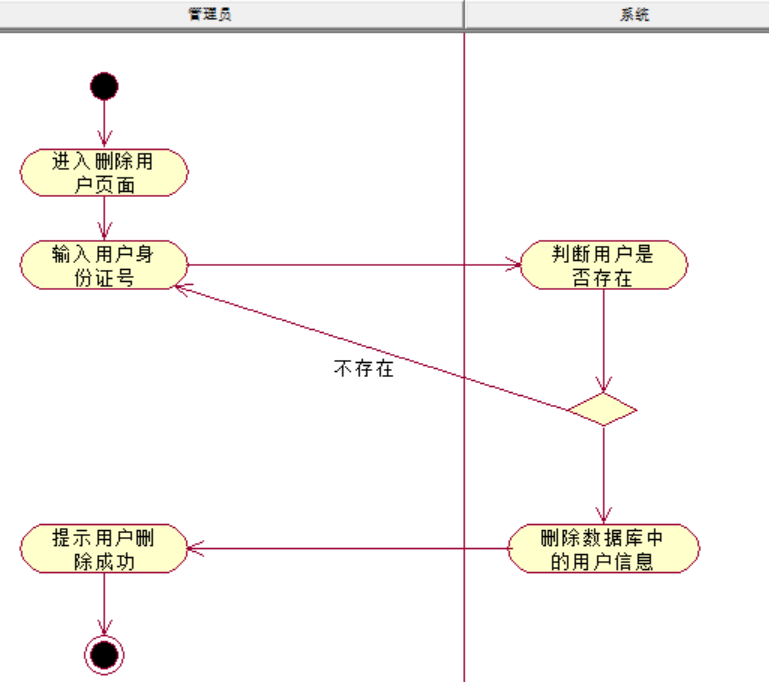 管理员
系统
进入删除用
户页面
输入用户身
份证号
判断用户是
否存在
不存在
提示用户删
除成功
删除数据库中
的用户信息